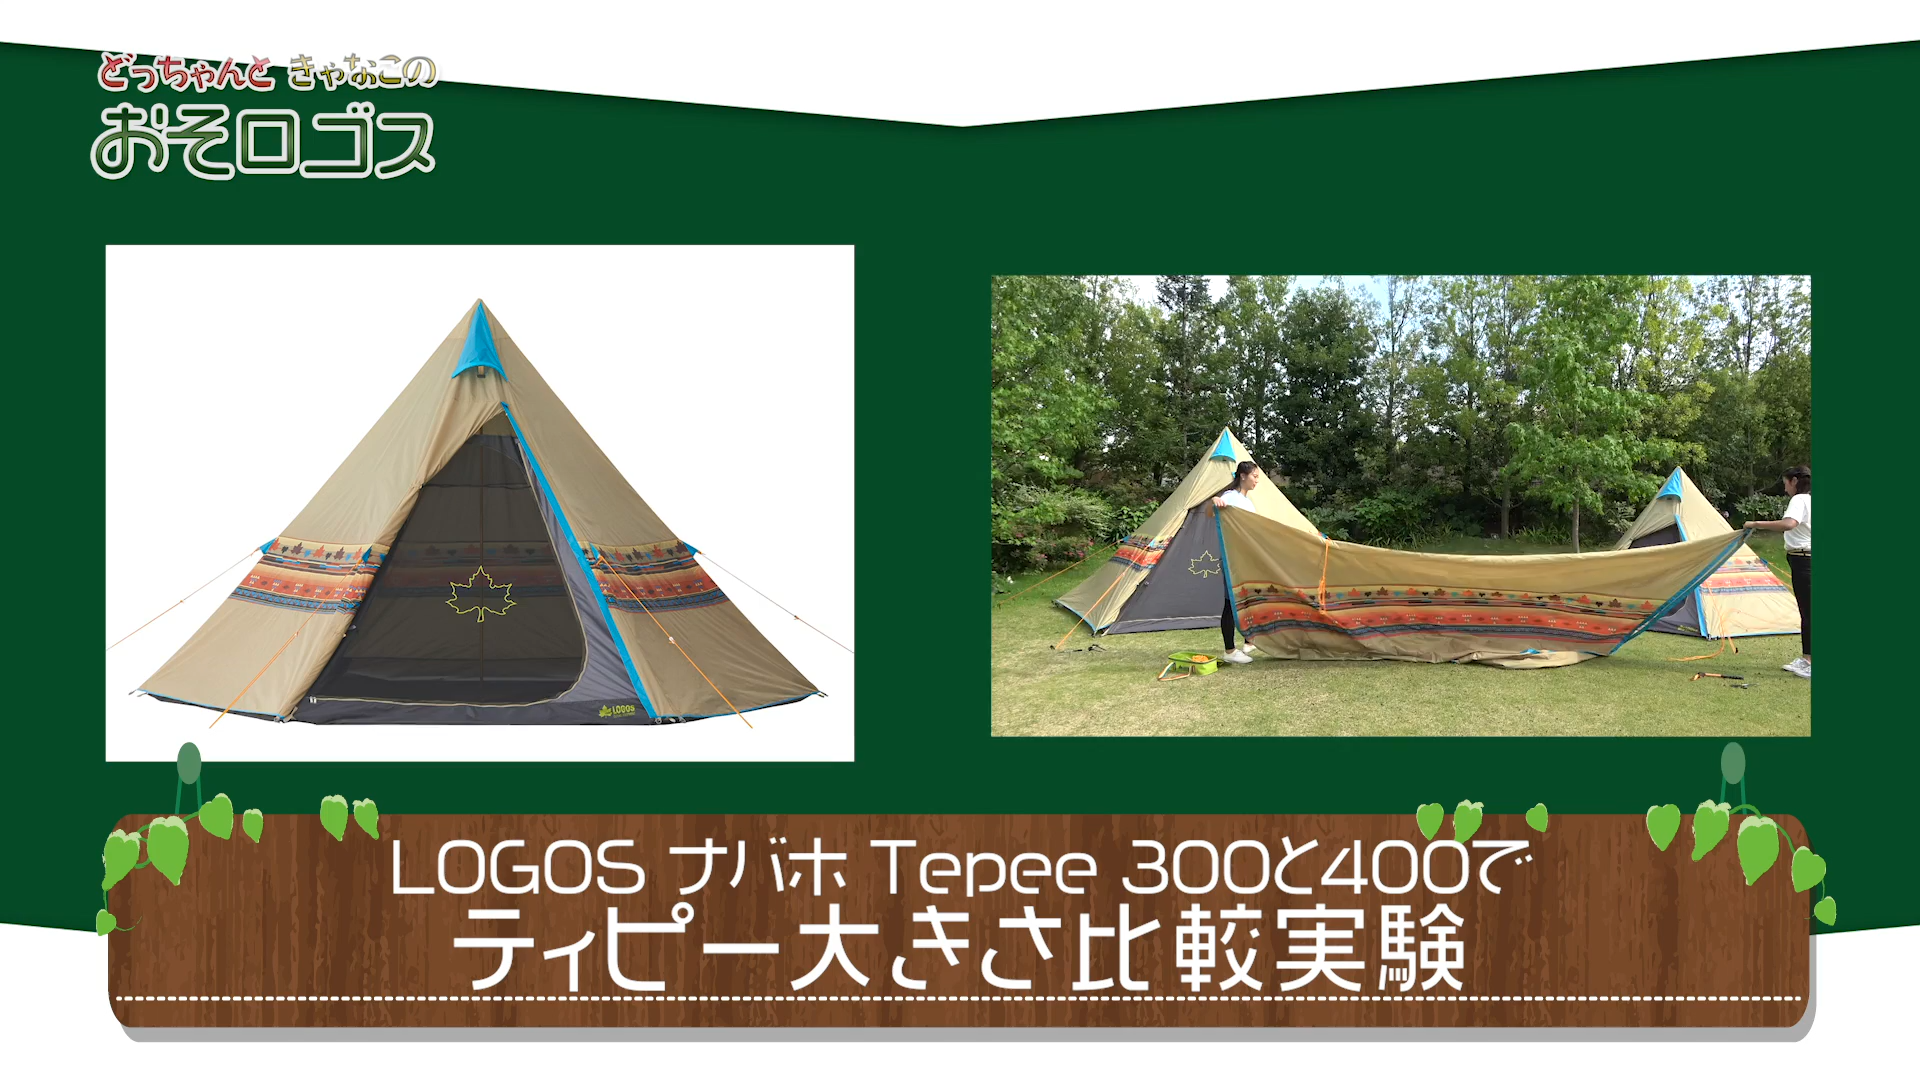 どっちゃんと きゃなこの
おそロゴス
LOGOS
LOGOS ナバホ Tepee 300と400で
ティピー大きさ比較実験